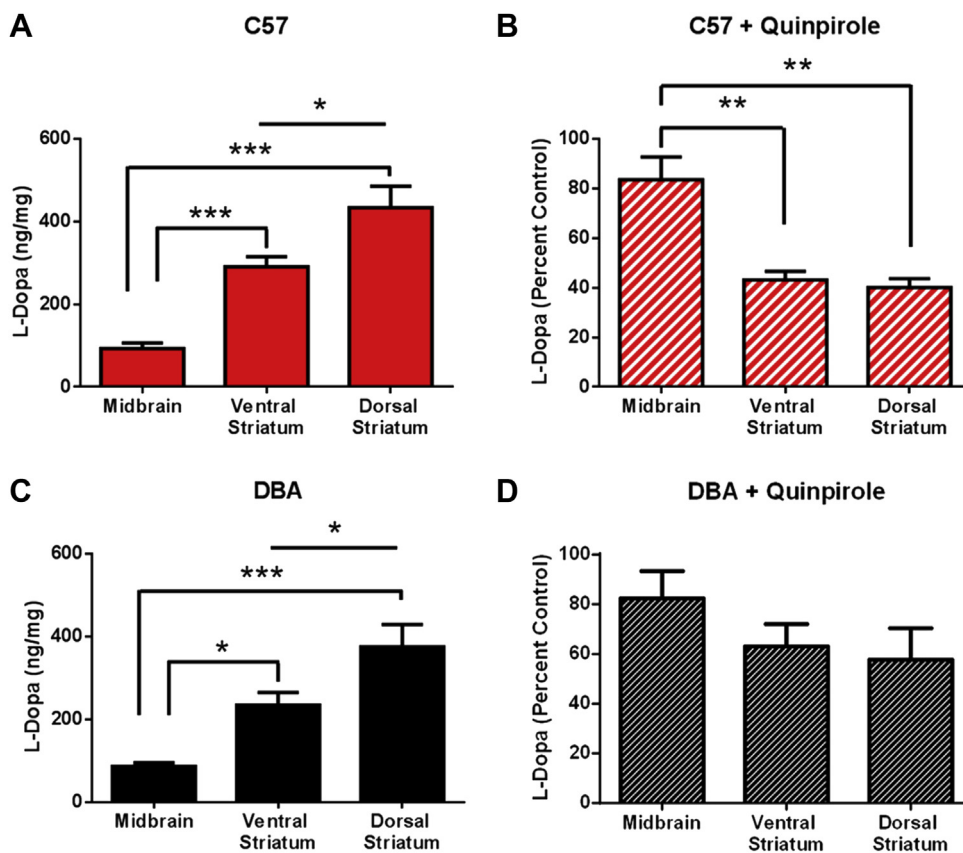 A
C57
L-Dopa (ng/mg)
600
400
200
0
*
***
***
Midbrain
Ventral
Striatum
Dorsal
Striatum
B
C57 + Quinpirole
L-Dopa (Percent Control)
100
80
60
40
20
0
**
**
Midbrain
Ventral
Striatum
Dorsal
Striatum
C
DBA
L-Dopa (ng/mg)
600
400
200
0
*
***
*
Midbrain
Ventral
Striatum
Dorsal
Striatum
D
DBA + Quinpirole
L-Dopa (Percent Control)
100
80
60
40
20
0
Midbrain
Ventral
Striatum
Dorsal
Striatum